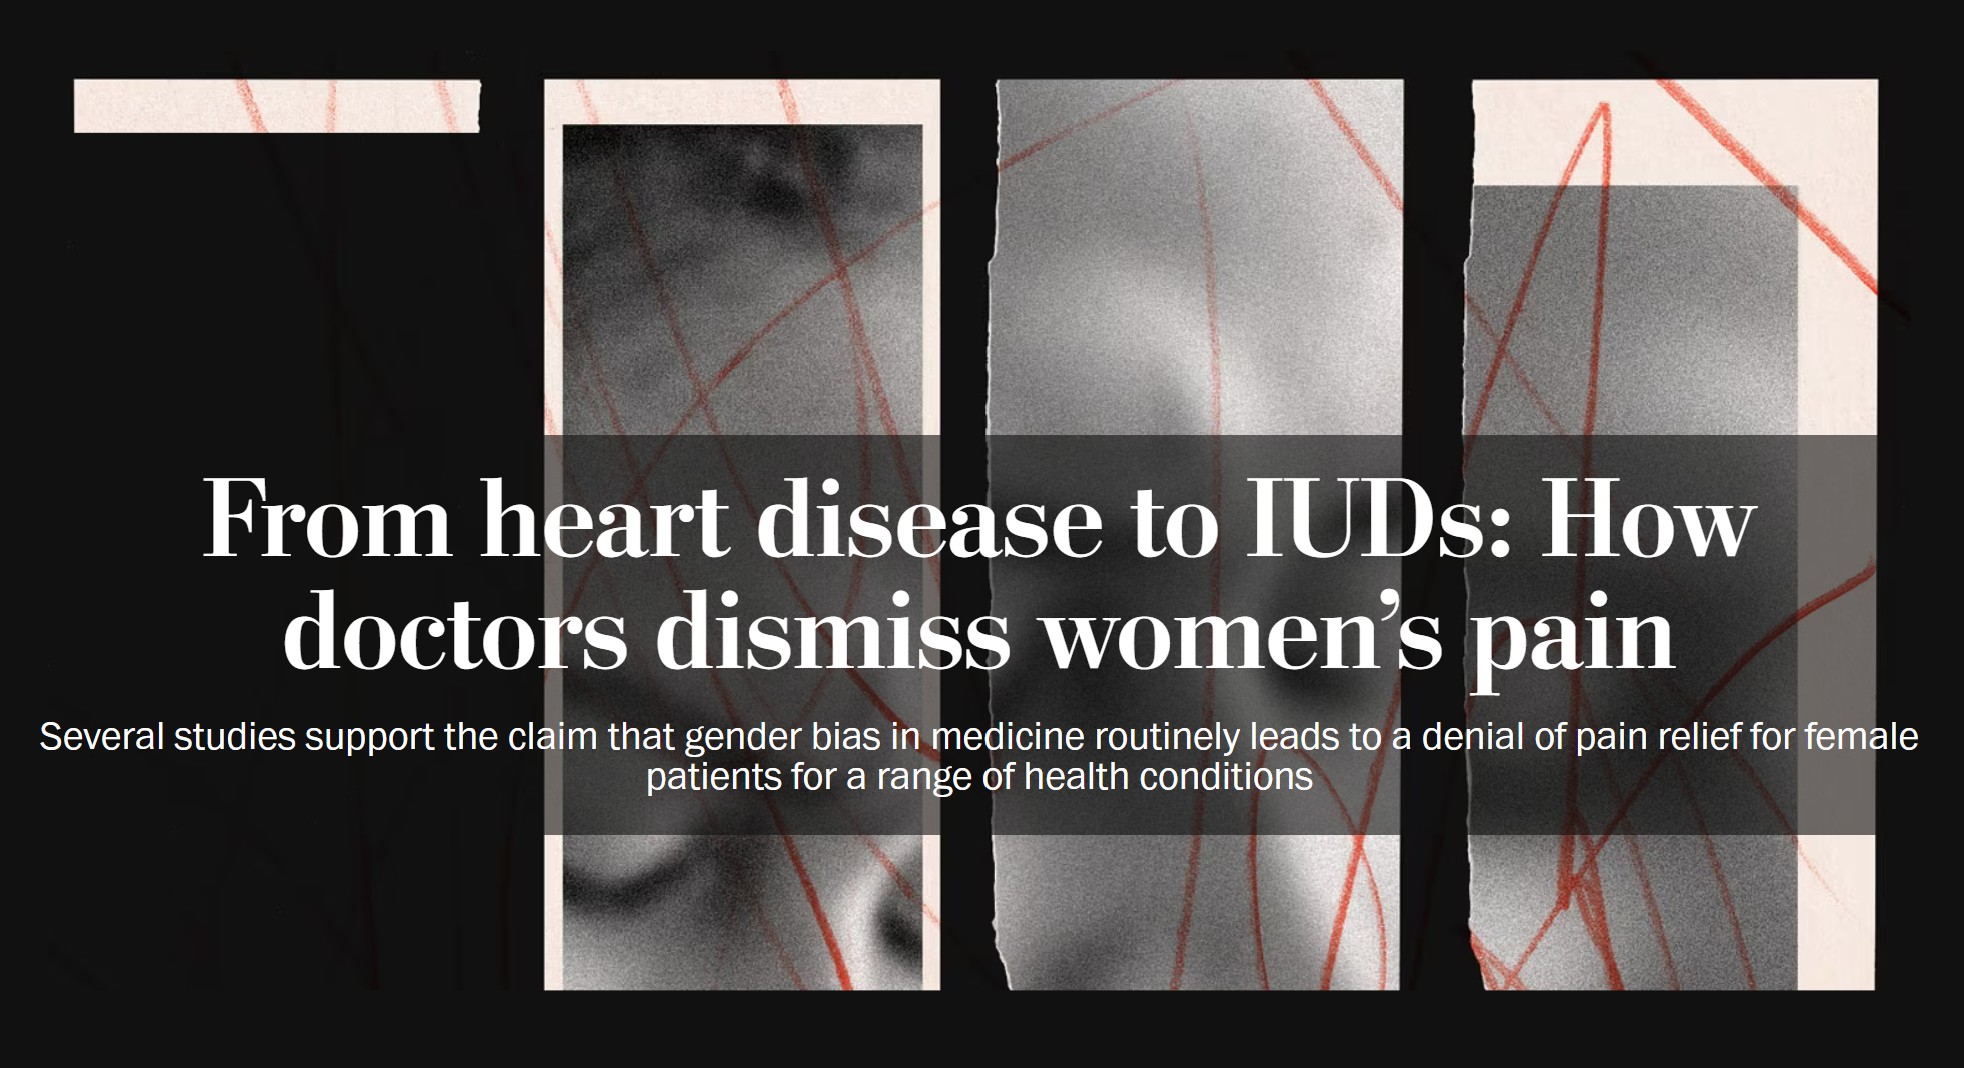 From heart disease to IUDs: How
doctors dismiss women’s pain
Several studies support the claim that gender bias in medicine routinely leads to a denial of pain relief for female
patients for a range of health conditions